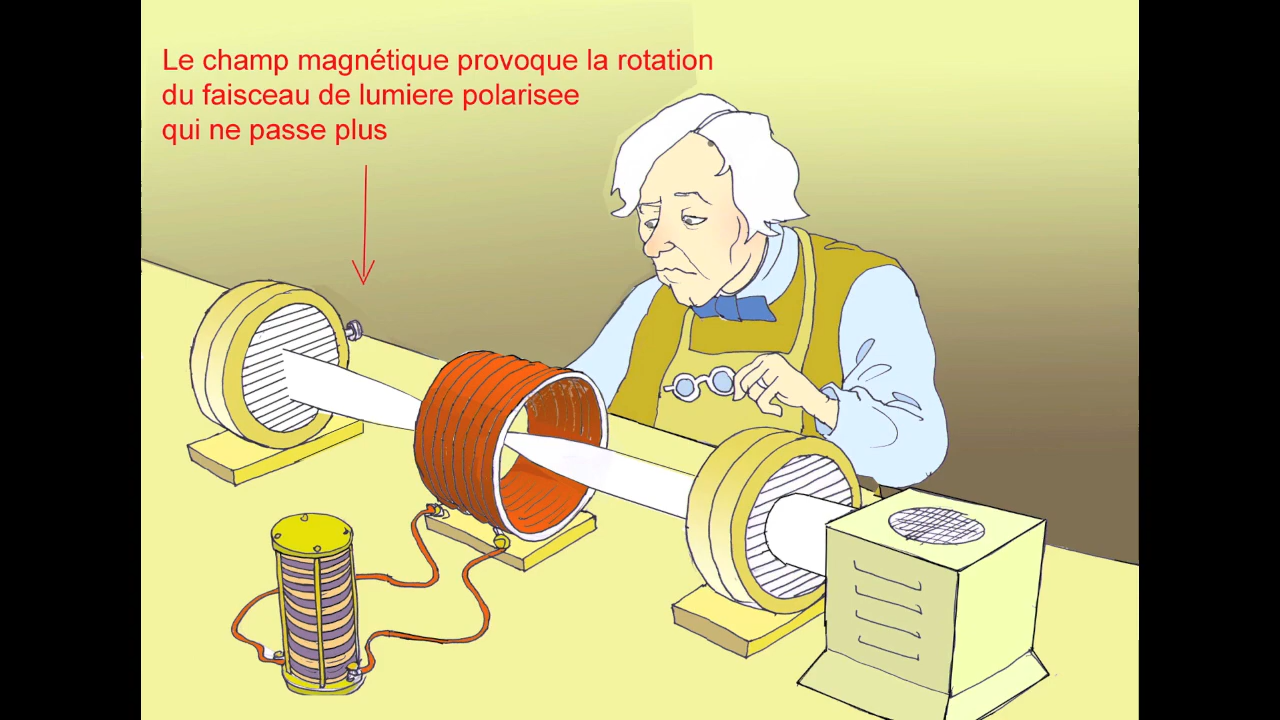 Le champ magnétique provoque la rotation
du faisceau de lumiere polarisee
qui ne passe plus